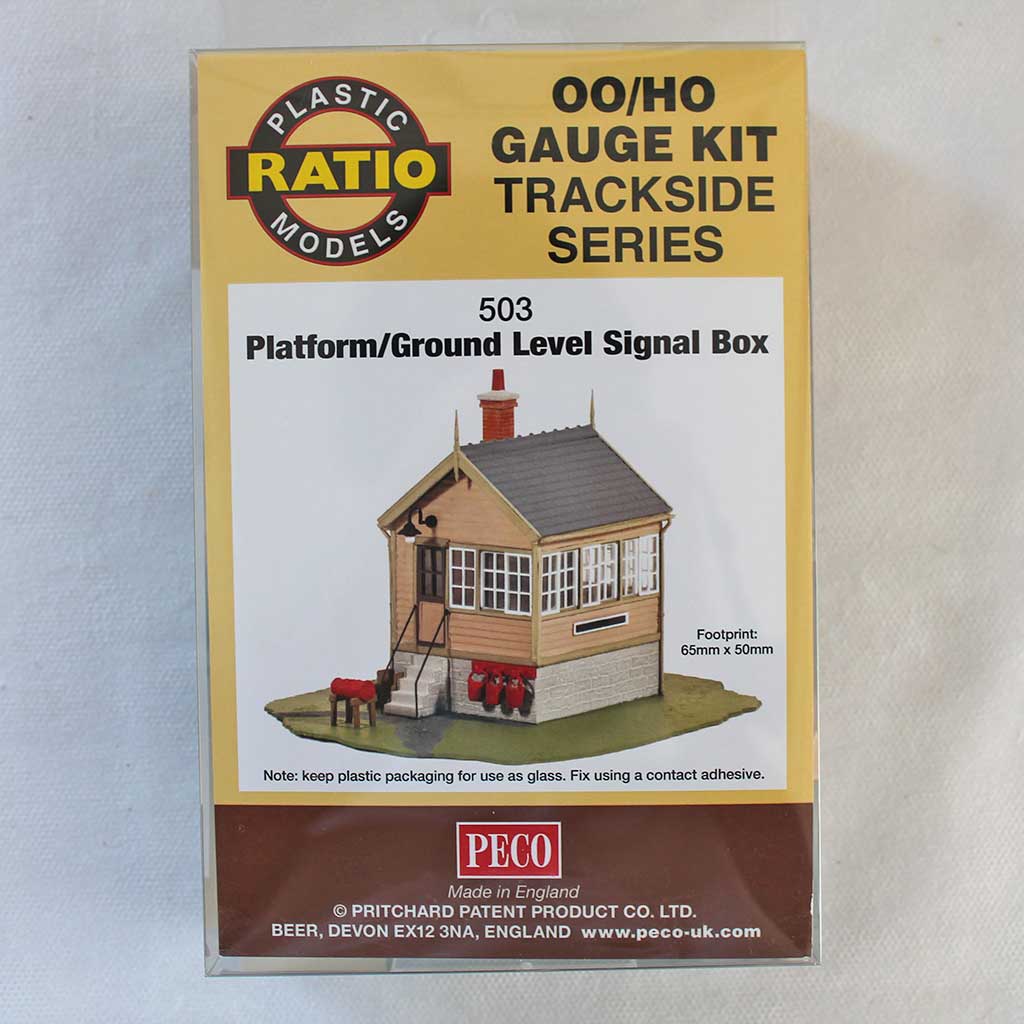 PLASTIC
RATIO
MODELS
OO/HO
GAUGE KIT
TRACKSIDE
SERIES
503
Platform/Ground Level Signal Box
Footprint:
65mm x 50mm
Note: keep plastic packaging for use as glass. Fix using a contact adhesive.
PECO
Made in England
© PRITCHARD PATENT PRODUCT CO. LTD.
BEER, DEVON EX12 3NA, ENGLAND www.peco-uk.com